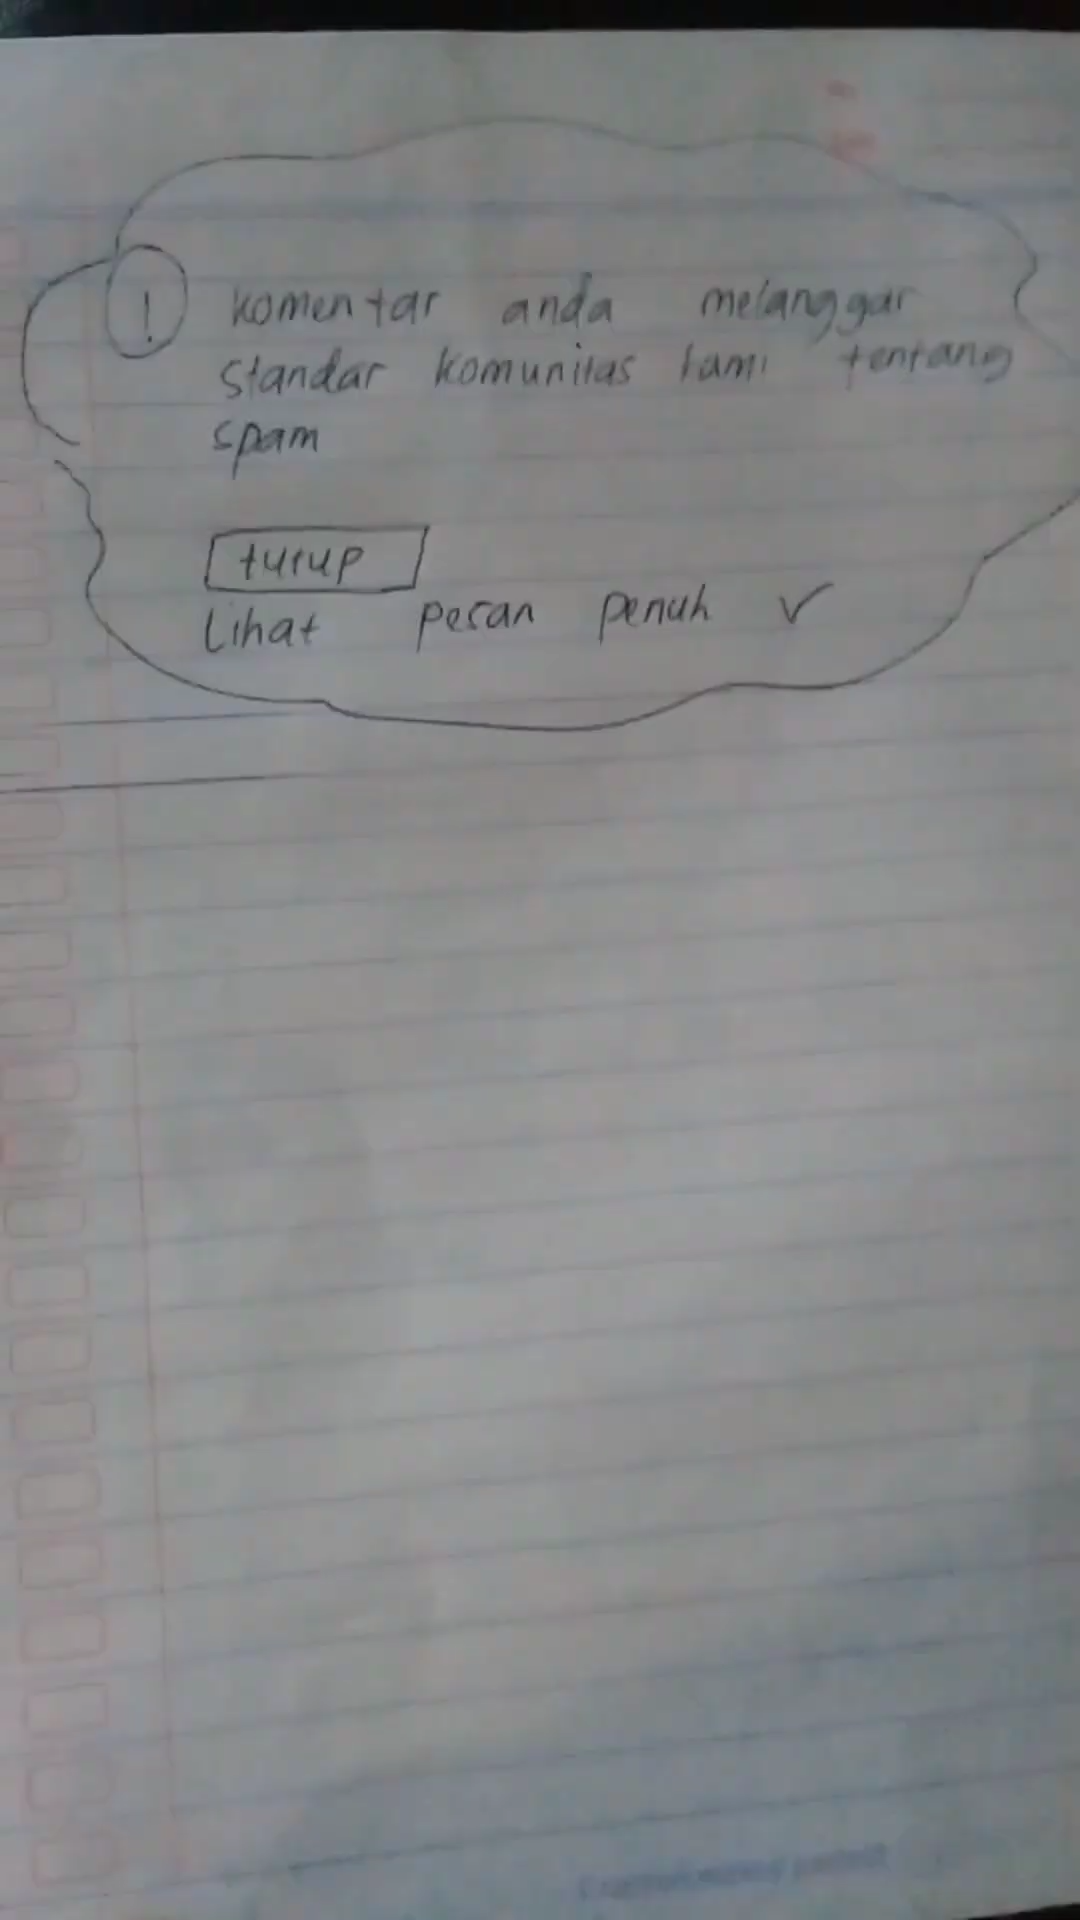 ! komentar anda melanggar
standar komunitas kami tentang
spam
tutup
Lihat pesan penuh ✓